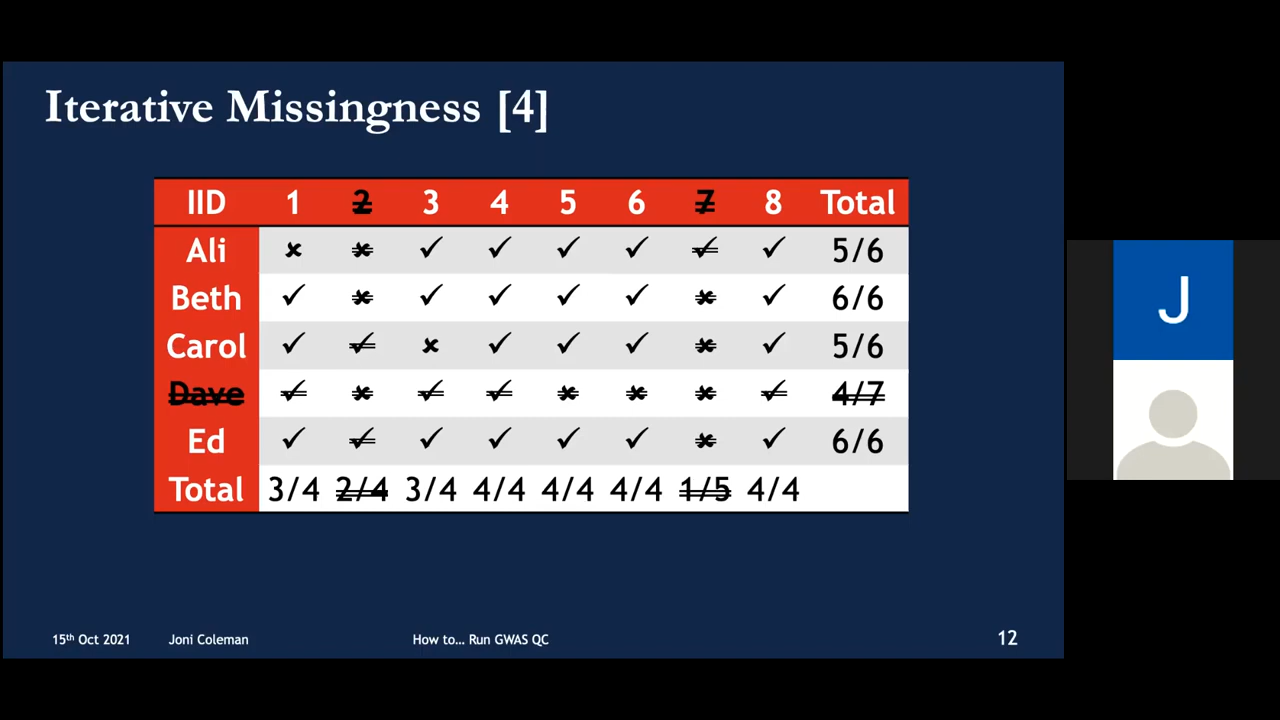 Iterative Missingness [4]
IID 1 2 3 4 5 6 7 8 Total
Ali ✗ ✗ ✓ ✓ ✓ ✓ ✓ ✓ 5/6
Beth ✓ ✗ ✓ ✓ ✓ ✓ ✗ ✓ 6/6
Carol ✓ ✓ ✗ ✓ ✓ ✓ ✗ ✓ 5/6
Dave ✓ ✗ ✓ ✓ ✗ ✗ ✗ ✓ 4/7
Ed ✓ ✓ ✓ ✓ ✓ ✓ ✗ ✓ 6/6
Total 3/4 2/4 3/4 4/4 4/4 4/4 1/5 4/4
J
15th Oct 2021 Joni Coleman How to... Run GWAS QC 12